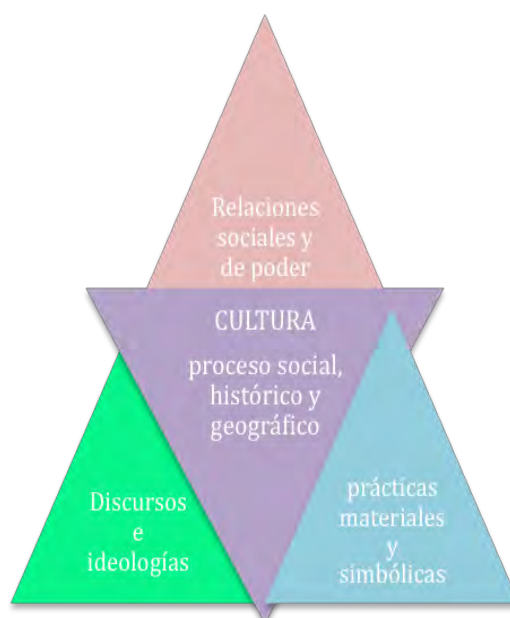 Relaciones
sociales y
de poder
CULTURA
proceso social,
histórico y
geográfico
Discursos
e
ideologías
prácticas
materiales
y
simbólicas